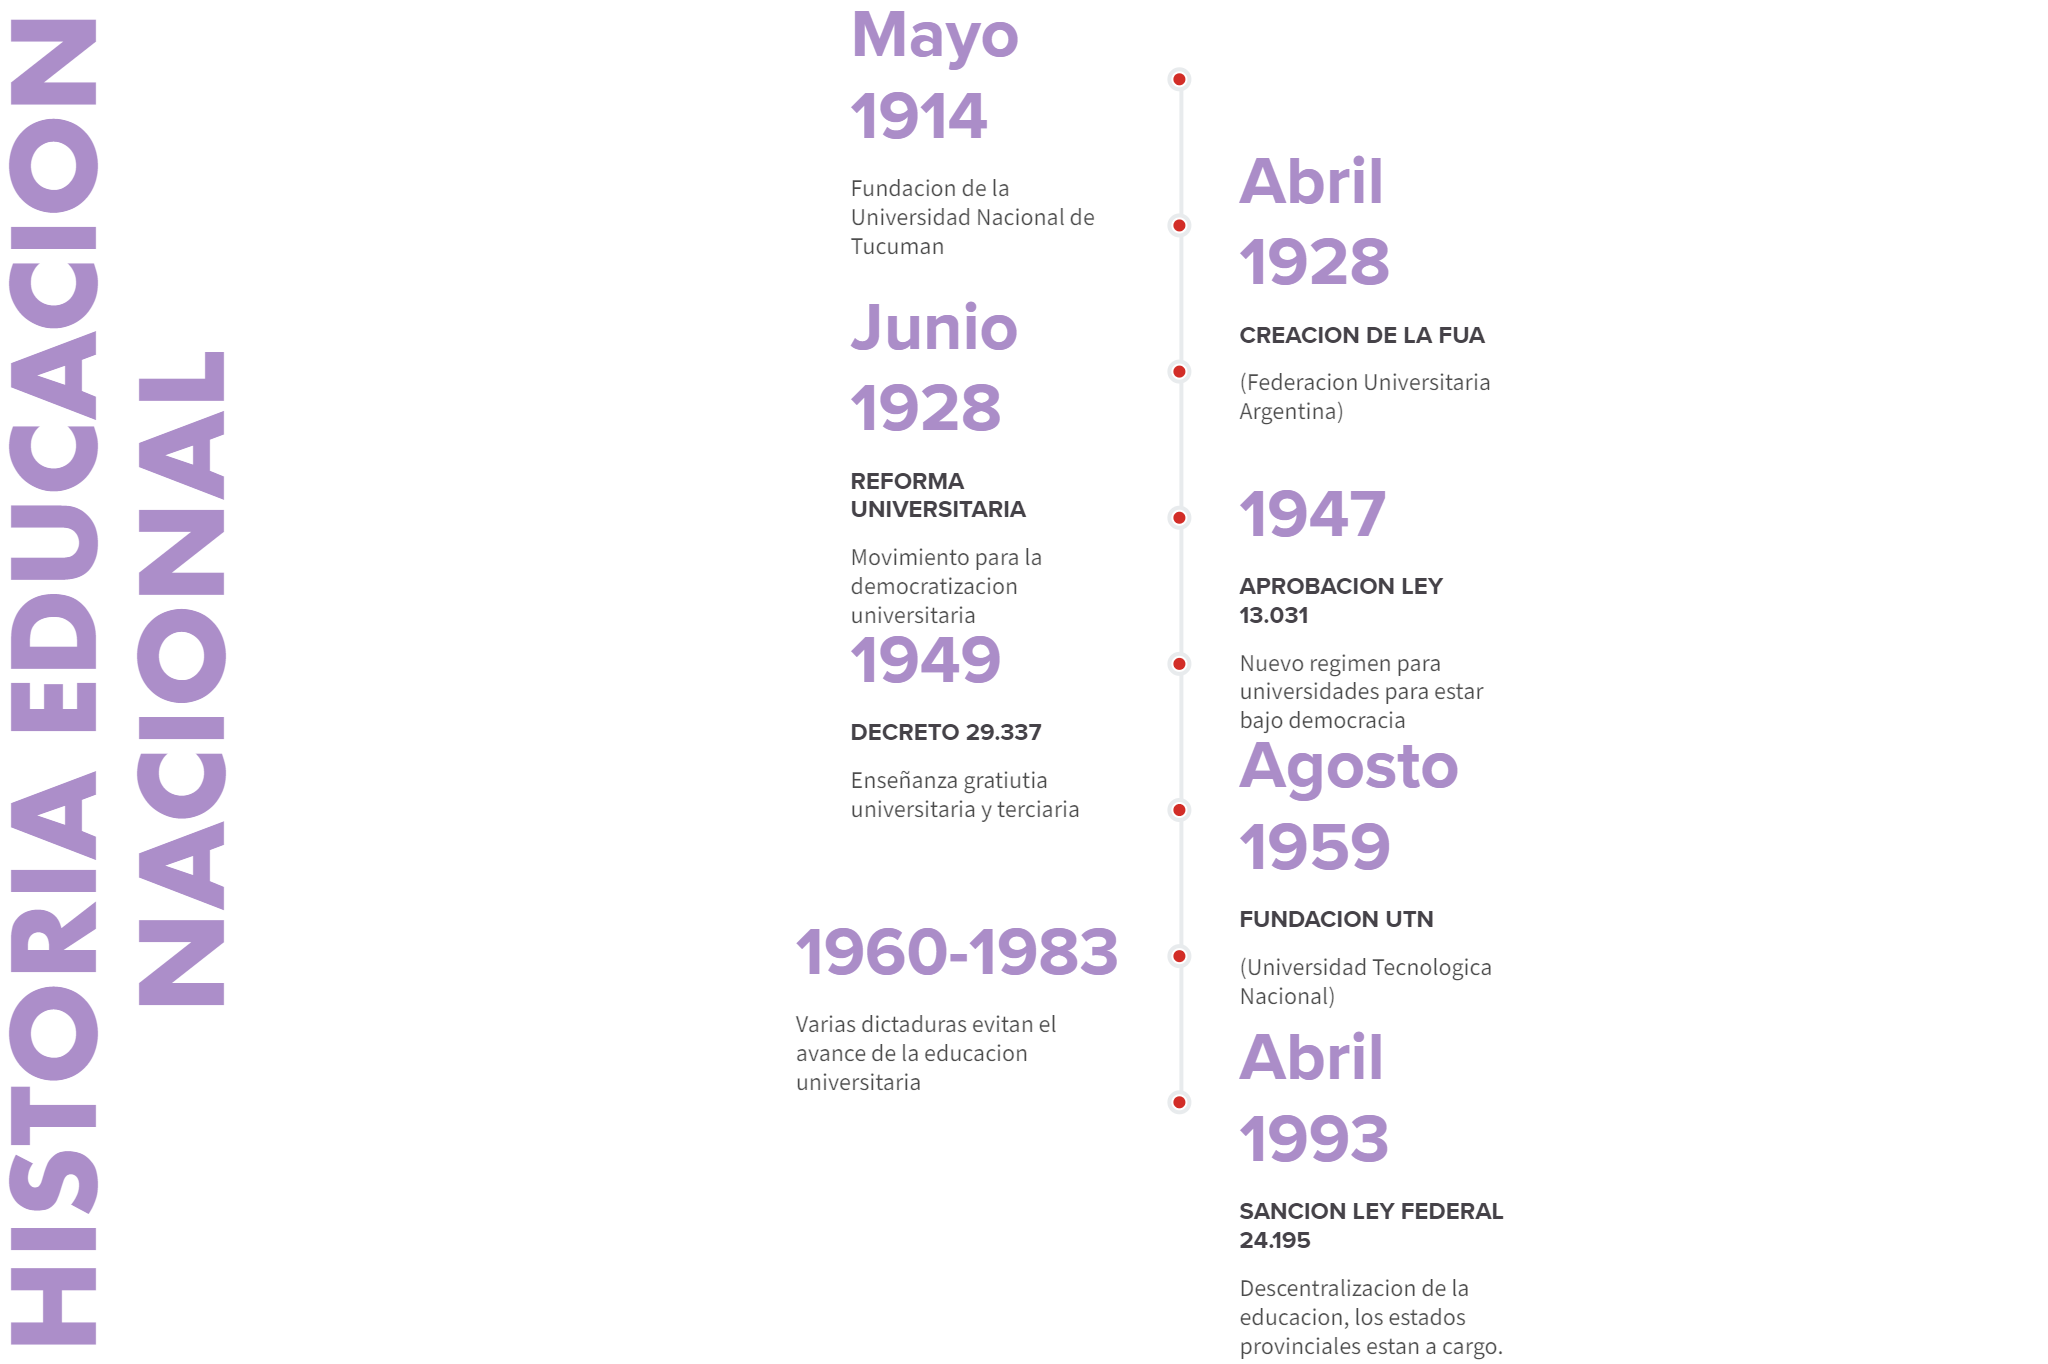 HISTORIA EDUCACION
NACIONAL
Mayo
1914
Fundacion de la
Universidad Nacional de
Tucuman
Abril
1928
CREACION DE LA FUA
(Federacion Universitaria
Argentina)
Junio
1928
REFORMA
UNIVERSITARIA
Movimiento para la
democratizacion
universitaria
1947
APROBACION LEY
13.031
Nuevo regimen para
universidades para estar
bajo democracia
1949
DECRETO 29.337
Enseñanza gratiutia
universitaria y terciaria
Agosto
1959
FUNDACION UTN
(Universidad Tecnologica
Nacional)
1960-1983
Varias dictaduras evitan el
avance de la educacion
universitaria
Abril
1993
SANCION LEY FEDERAL
24.195
Descentralizacion de la
educacion, los estados
provinciales estan a cargo.